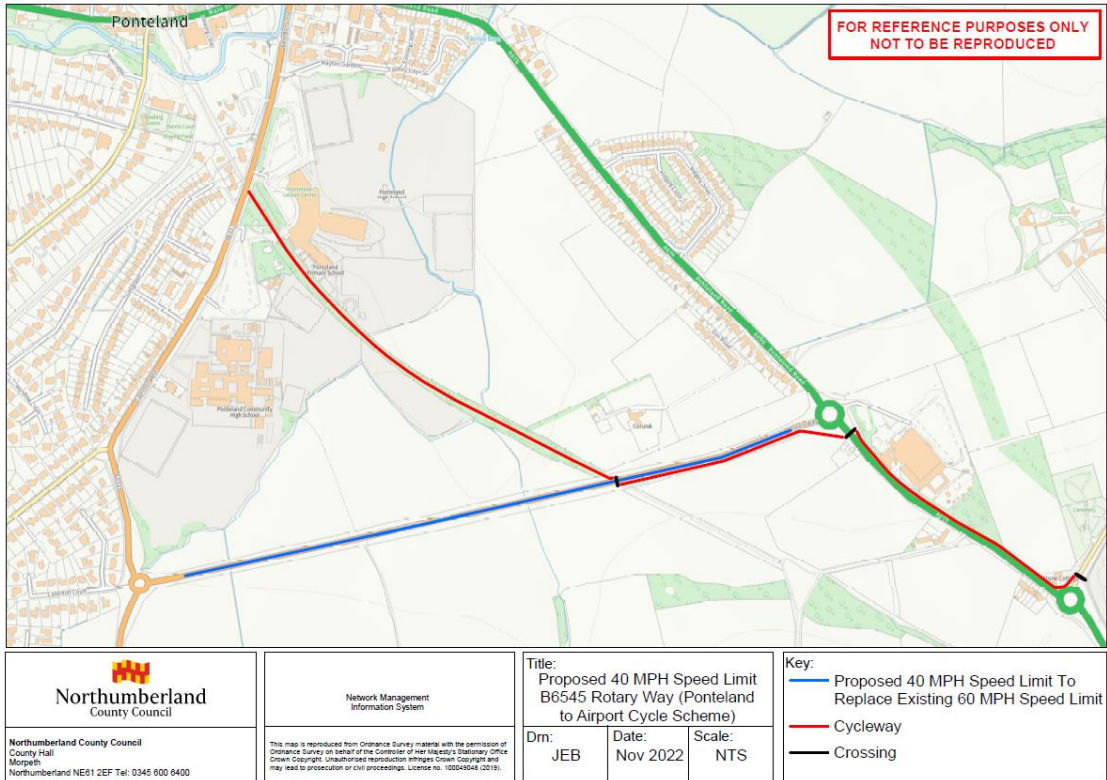 Ponteland
FOR REFERENCE PURPOSES ONLY
NOT TO BE REPRODUCED
Ponteland
Primary School
Ponteland Community
High School
Coruisk
Ponteland Road
Northumberland
County Council
Northumberland County Council
County Hall
Morpeth
Northumberland NE61 2EF Tel: 0345 600 6400
Network Management
Information System
This map is reproduced from Ordnance Survey material with the permission of
Ordnance Survey on behalf of the Controller of Her Majesty's Stationary Office
Crown Copyright. Unauthorised reproduction infringes Crown Copyright and
may lead to prosecution or civil proceedings. License no. 100049048 (2019).
Title:
Proposed 40 MPH Speed Limit
B6545 Rotary Way (Ponteland
to Airport Cycle Scheme)
Drn:
JEB
Date:
Nov 2022
Scale:
NTS
Key:
Proposed 40 MPH Speed Limit To
Replace Existing 60 MPH Speed Limit
Cycleway
Crossing